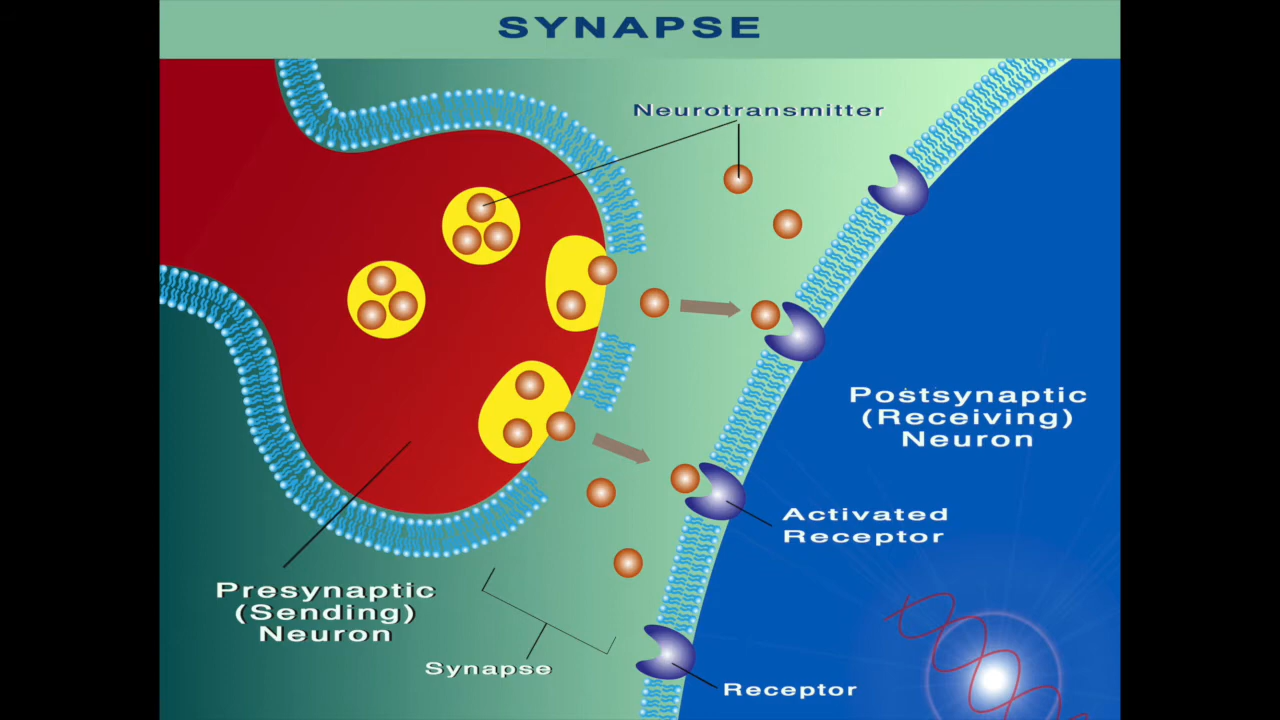 SYNAPSE
Neurotransmitter
Postsynaptic
(Receiving)
Neuron
Activated
Receptor
Presynaptic
(Sending)
Neuron
Synapse
Receptor